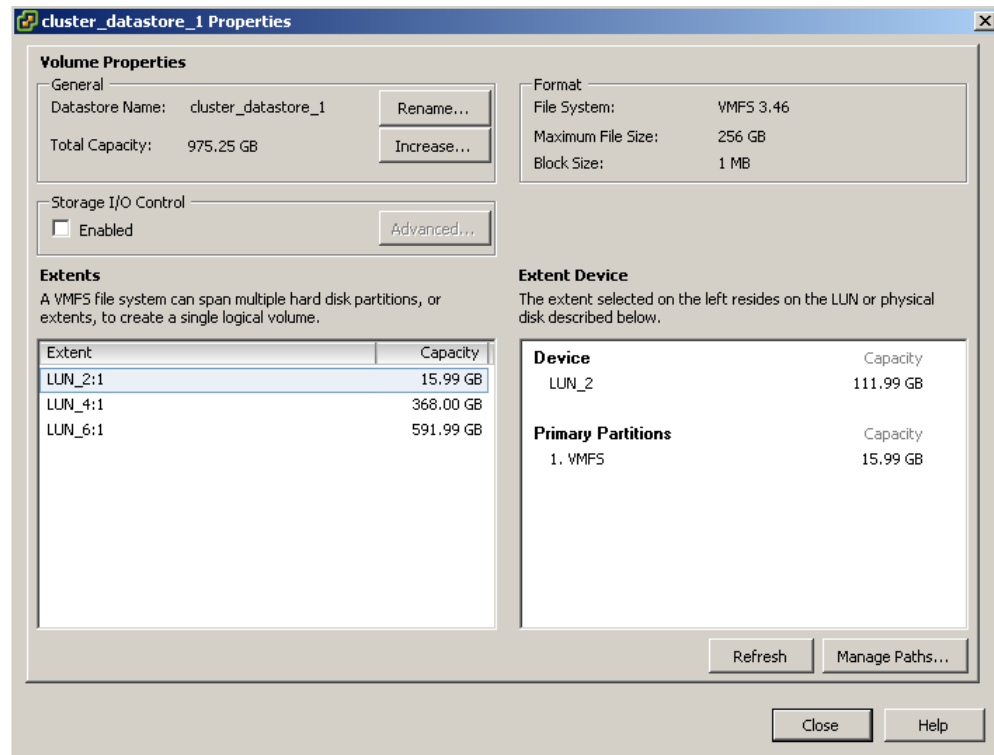 cluster_datastore_1 Properties
Volume Properties
General
Datastore Name: cluster_datastore_1 Rename...
Total Capacity: 975.25 GB Increase...
Format
File System: VMFS 3.46
Maximum File Size: 256 GB
Block Size: 1 MB
Storage I/O Control
Enabled Advanced...
Extents
A VMFS file system can span multiple hard disk partitions, or
extents, to create a single logical volume.
Extent Capacity
LUN_2:1 15.99 GB
LUN_4:1 368.00 GB
LUN_6:1 591.99 GB
Extent Device
The extent selected on the left resides on the LUN or physical
disk described below.
Device Capacity
LUN_2 111.99 GB
Primary Partitions Capacity
1. VMFS 15.99 GB
Refresh Manage Paths...
Close Help